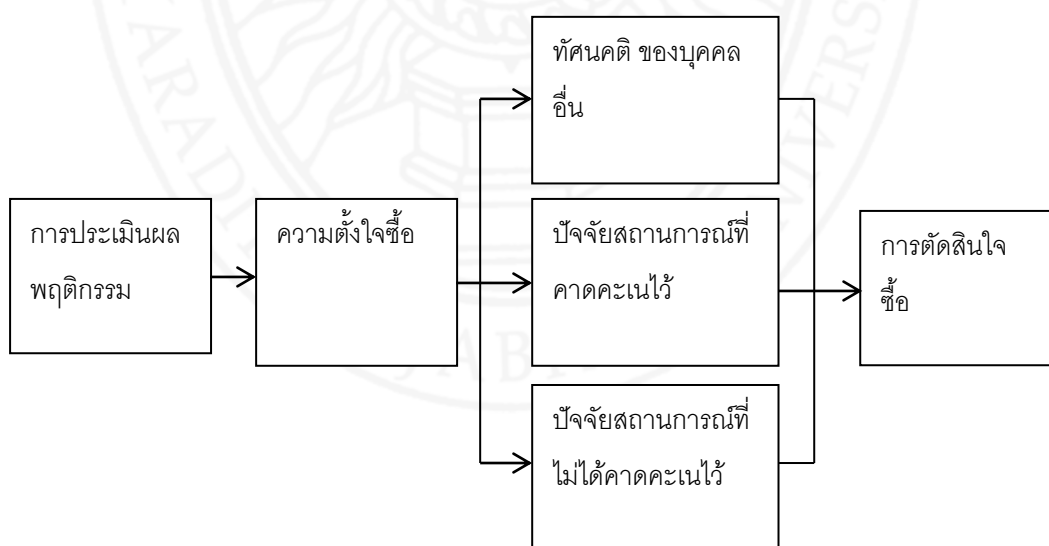 ทัศนคติ ของบุคคล
อื่น
การประเมินผล
พฤติกรรม
ความตั้งใจซื้อ
ปัจจัยสถานการณ์ที่
คาดคะเนไว้
การตัดสินใจ
ซื้อ
ปัจจัยสถานการณ์ที่
ไม่ได้คาดคะเนไว้